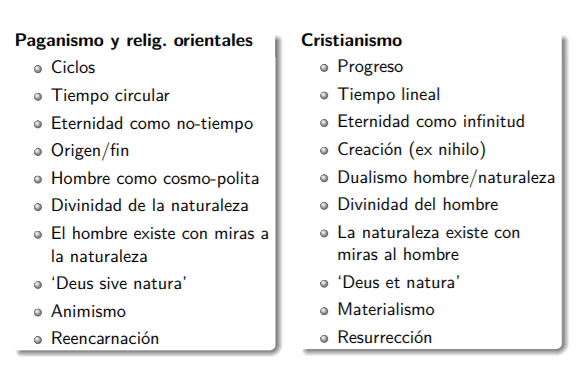 Paganismo y relig. orientales
Ciclos
Tiempo circular
Eternidad como no-tiempo
Origen/fin
Hombre como cosmo-polita
Divinidad de la naturaleza
El hombre existe con miras a
la naturaleza
‘Deus sive natura’
Animismo
Reencarnación
Cristianismo
Progreso
Tiempo lineal
Eternidad como infinitud
Creación (ex nihilo)
Dualismo hombre/naturaleza
Divinidad del hombre
La naturaleza existe con
miras al hombre
‘Deus et natura’
Materialismo
Resurrección